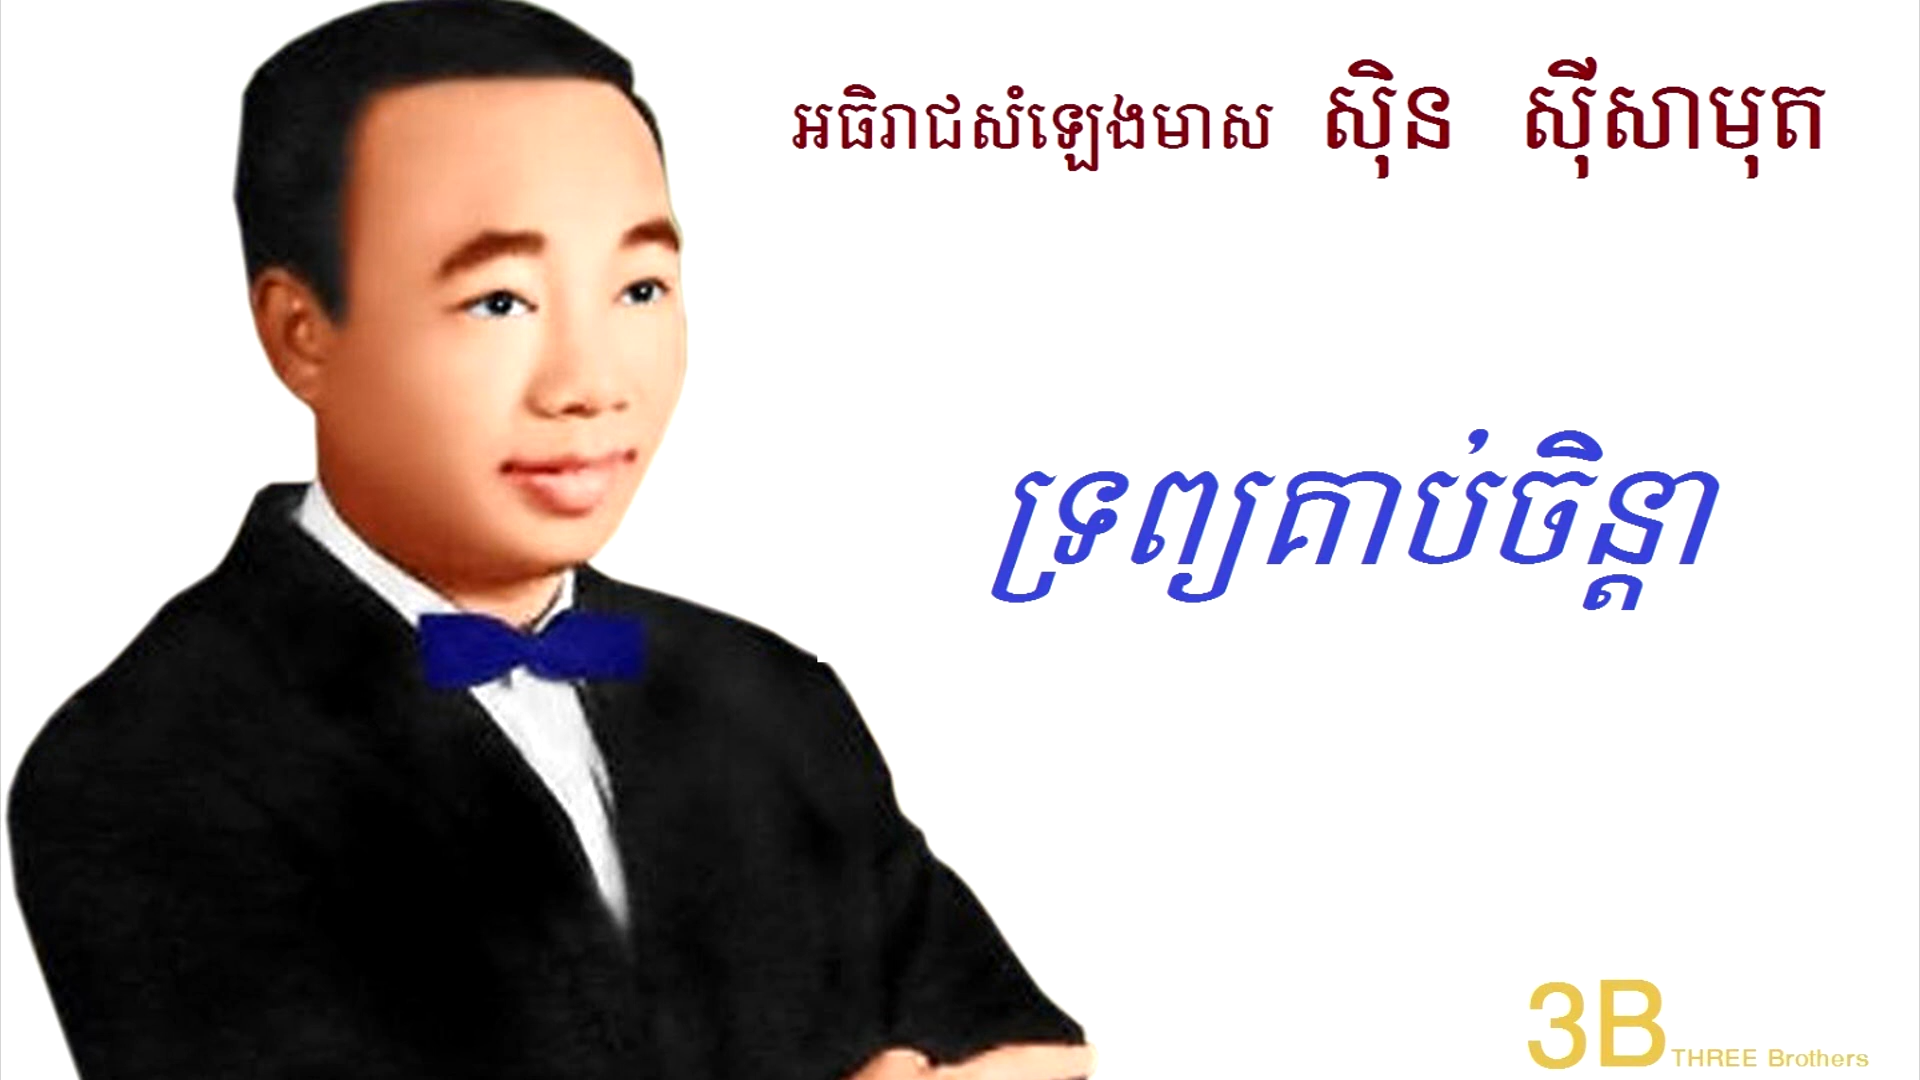 អធិរាជសំឡេងមាស ស៊ិន ស៊ីសាមុត
ទ្រព្យគាប់ចិន្តា
3B THREE Brothers